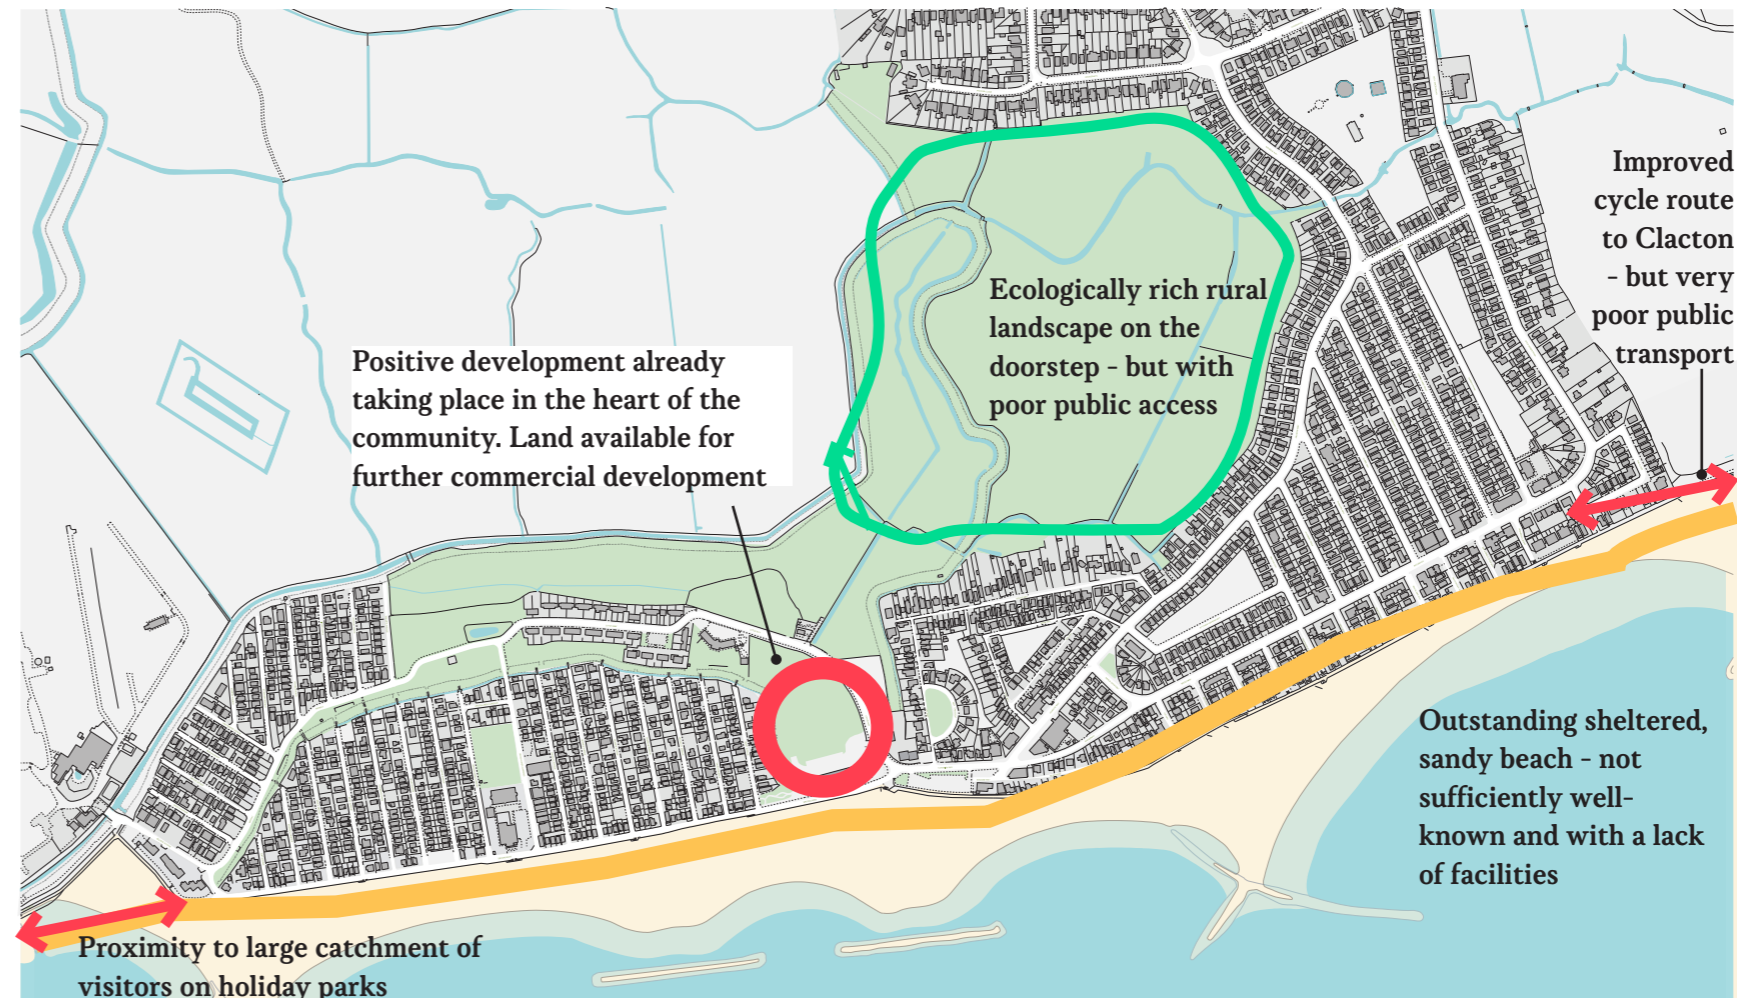 Improved
cycle route
to Clacton
- but very
poor public
transport
Ecologically rich rural
landscape on the
doorstep - but with
poor public access
Positive development already
taking place in the heart of the
community. Land available for
further commercial development
Outstanding sheltered,
sandy beach - not
sufficiently well-
known and with a lack
of facilities
Proximity to large catchment of
visitors on holiday parks